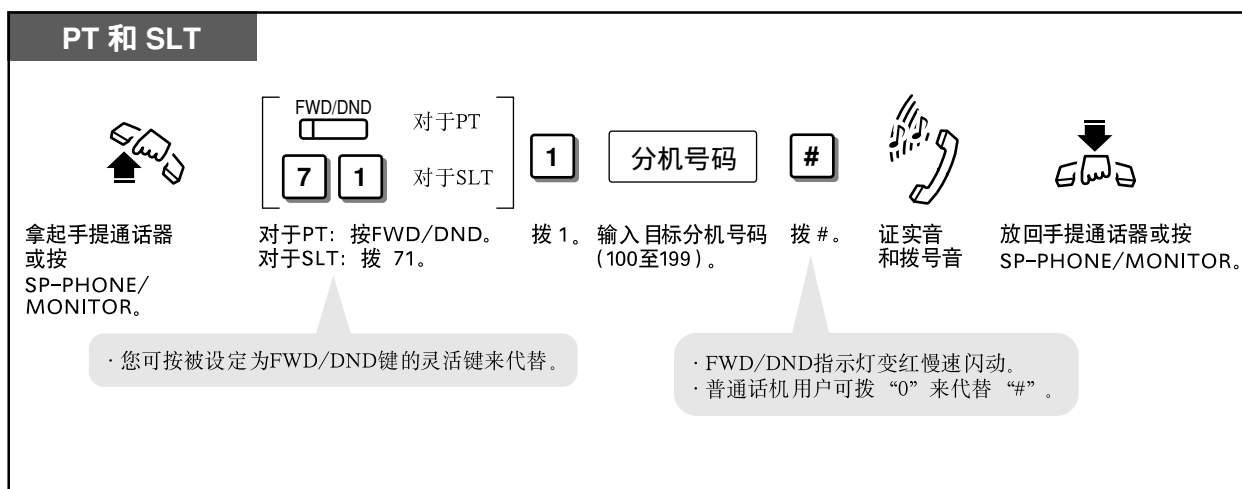 PT 和 SLT
FWD/DND
对于PT
7 1 对于SLT
1
分机号码
#
拿起手提通话器
或按
SP-PHONE/
MONITOR。
对于PT: 按FWD/DND。
对于SLT: 拨 71。
拨 1。
输入目标分机号码
(100至199)。
拨 #。
证实音
和拨号音
放回手提通话器或按
SP-PHONE/MONITOR。
·您可按被设定为FWD/DND键的灵活键来代替。
·FWD/DND指示灯变红慢速闪动。
·普通话机用户可拨 “0” 来代替 “#”。